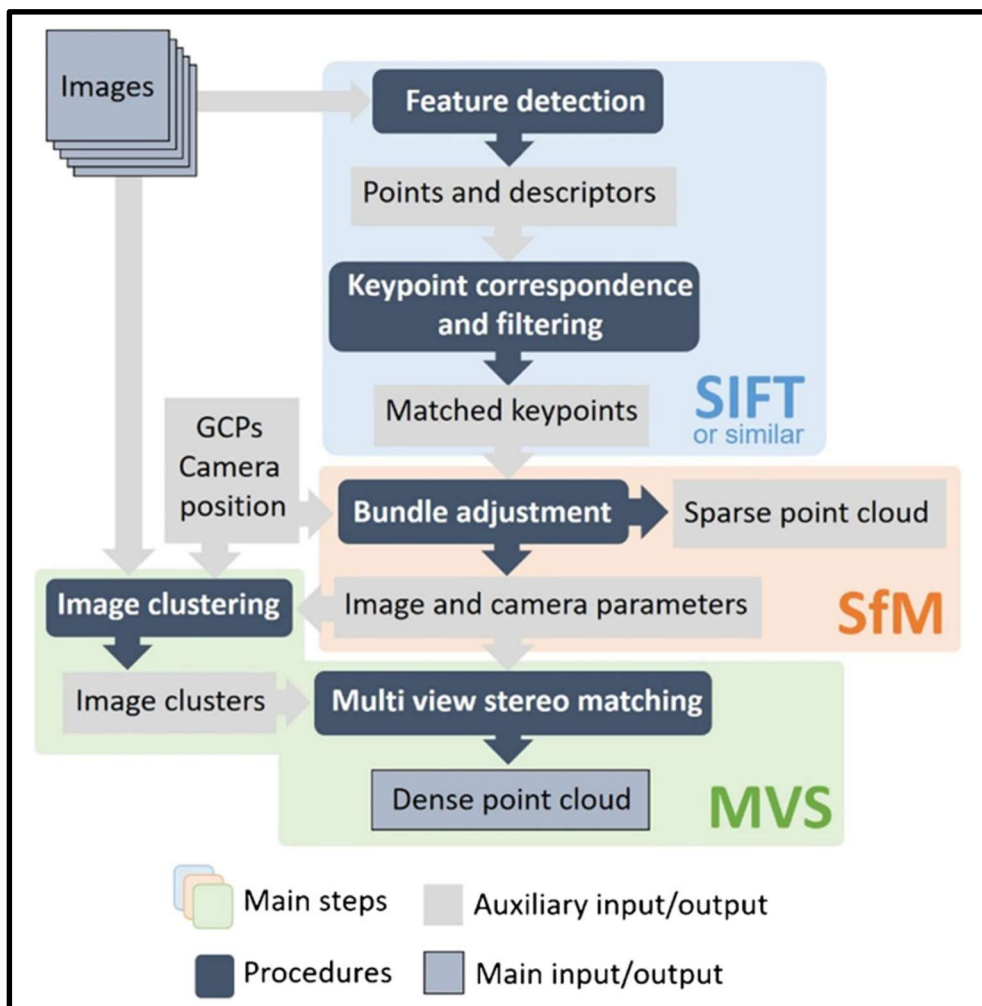 Images
Feature detection
Points and descriptors
Keypoint correspondence
and filtering
SIFT
or similar
Matched keypoints
GCPs
Camera
position
Bundle adjustment
Sparse point cloud
Image clustering
Image and camera parameters
SfM
Image clusters
Multi view stereo matching
Dense point cloud
MVS
Main steps
Auxiliary input/output
Procedures
Main input/output